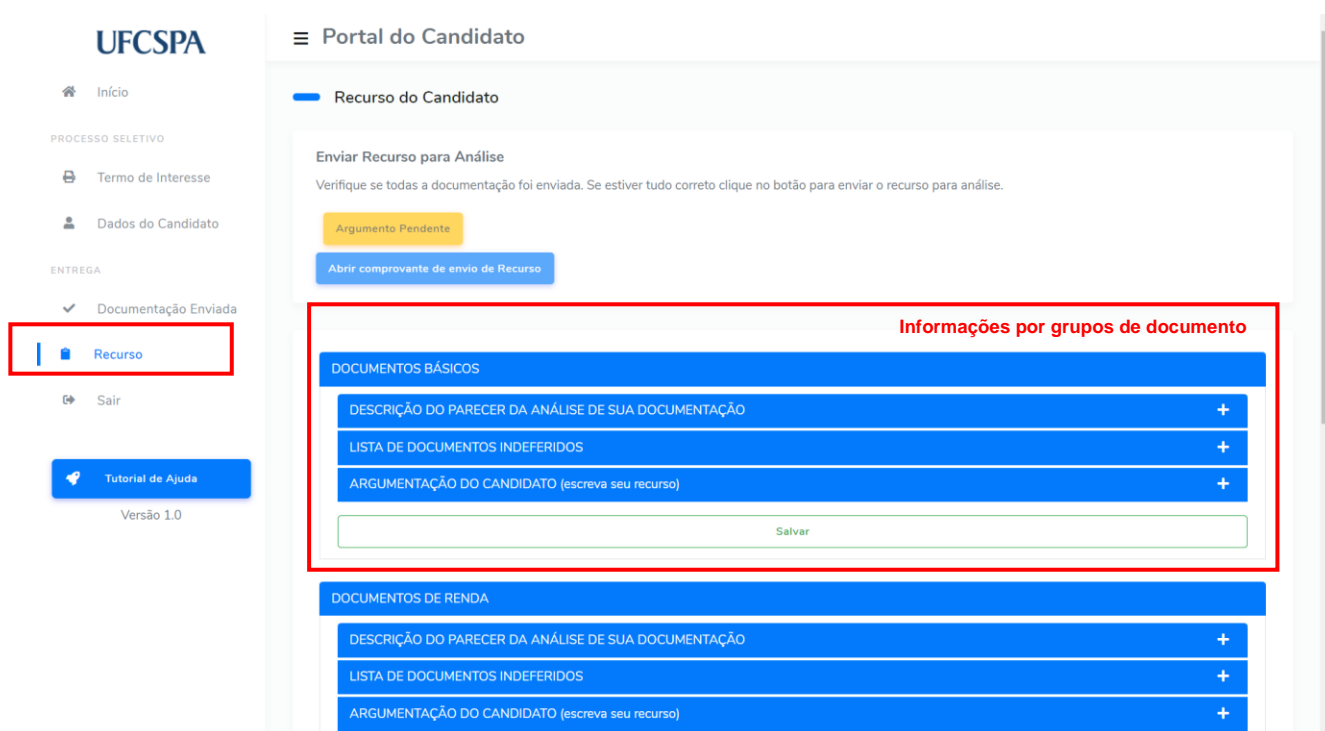 UFCSPA
Início
PROCESSO SELETIVO
Termo de Interesse
Dados do Candidato
ENTREGA
Documentação Enviada
Recurso
Sair
Tutorial de Ajuda
Versão 1.0
Portal do Candidato
Recurso do Candidato
Enviar Recurso para Análise
Verifique se todas a documentação foi enviada. Se estiver tudo correto clique no botão para enviar o recurso para análise.
Argumento Pendente
Abrir comprovante de envio de Recurso
Informações por grupos de documento
DOCUMENTOS BÁSICOS
DESCRIÇÃO DO PARECER DA ANÁLISE DE SUA DOCUMENTAÇÃO
LISTA DE DOCUMENTOS INDEFERIDOS
ARGUMENTAÇÃO DO CANDIDATO (escreva seu recurso)
Salvar
DOCUMENTOS DE RENDA
DESCRIÇÃO DO PARECER DA ANÁLISE DE SUA DOCUMENTAÇÃO
LISTA DE DOCUMENTOS INDEFERIDOS
ARGUMENTAÇÃO DO CANDIDATO (escreva seu recurso)